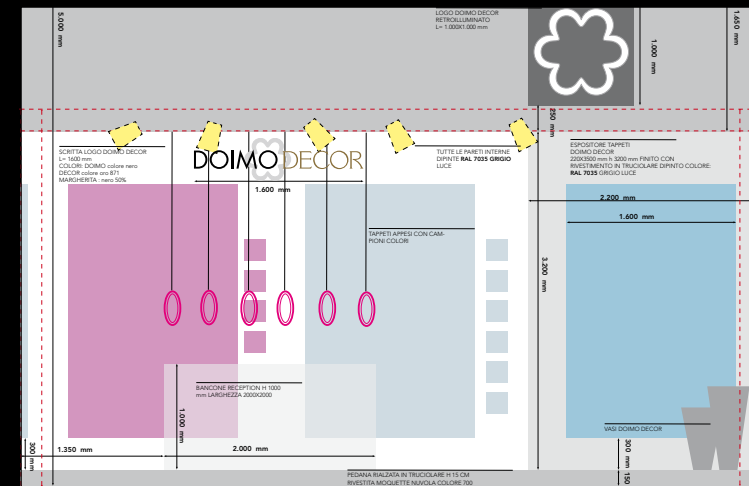 5.000 mm
LOGO DOIMO DECOR
RETROILLUMINATO
L= 1.000X1.000 mm
1.000 mm
1.650 mm
250 mm
SCRITTA LOGO DOIMO DECOR
L= 1600 mm
COLORI: DOIMO colore nero
DECOR colore oro 871
MARGHERITA : nero 50%
DOIMO DECOR
1.600 mm
TUTTE LE PARETI INTERNE
DIPINTE RAL 7035 GRIGIO
LUCE
ESPOSITORE TAPPETI
DOIMO DECOR
220X3500 mm h 3200 mm FINITO CON
RIVESTIMENTO IN TRUCIOLARE DIPINTO COLORE:
RAL 7035 GRIGIO LUCE
2.200 mm
1.600 mm
TAPPETI APPESI CON CAM-
PIONI COLORI
3.200 mm
BANCONE RECEPTION H 1000
mm LARGHEZZA 2000X2000
1.000 mm
VASI DOIMO DECOR
300 mm
1.350 mm
2.000 mm
300 mm
PEDANA RIALZATA IN TRUCIOLARE H 15 CM
RIVESTITA MOQUETTE NUVOLA COLORE 700
150